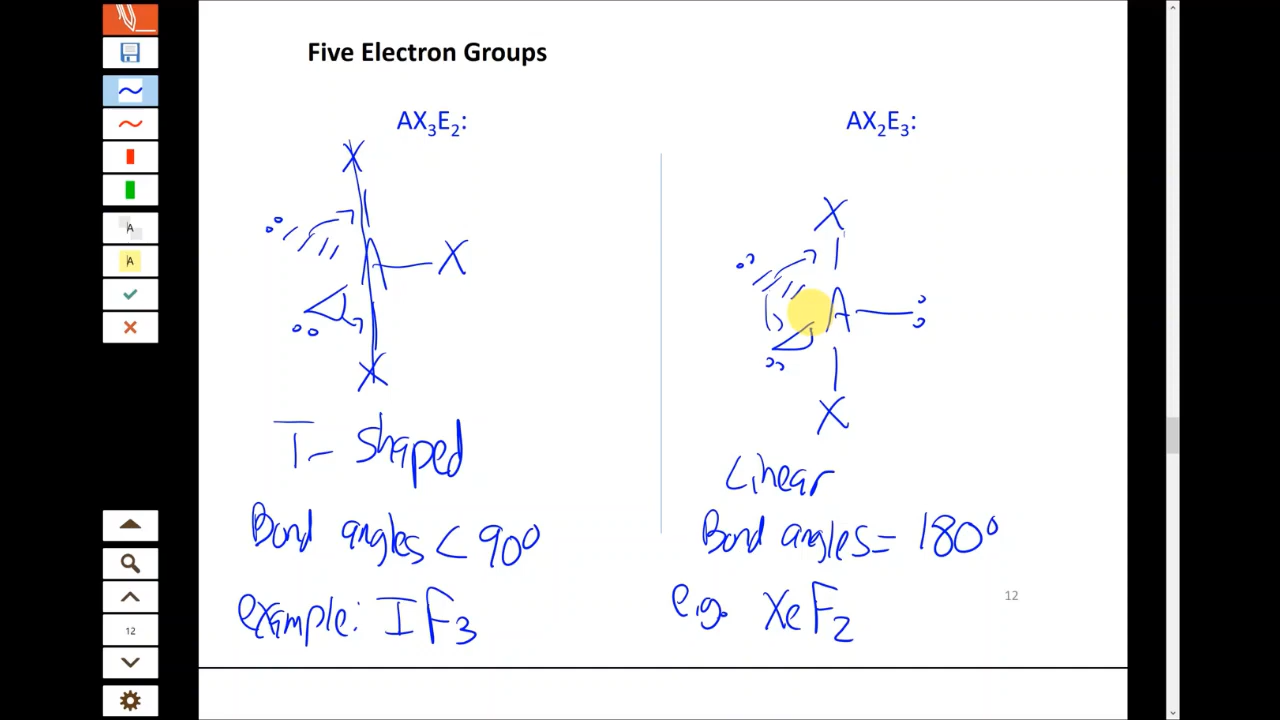 Five Electron Groups
AX₃E₂:
X
A
X
X
T- shaped
Bond angles < 90°
example: IF₃
AX₂E₃:
X
A
X
Linear
Bond angles = 180°
e.g. XeF₂
12
A
A
12